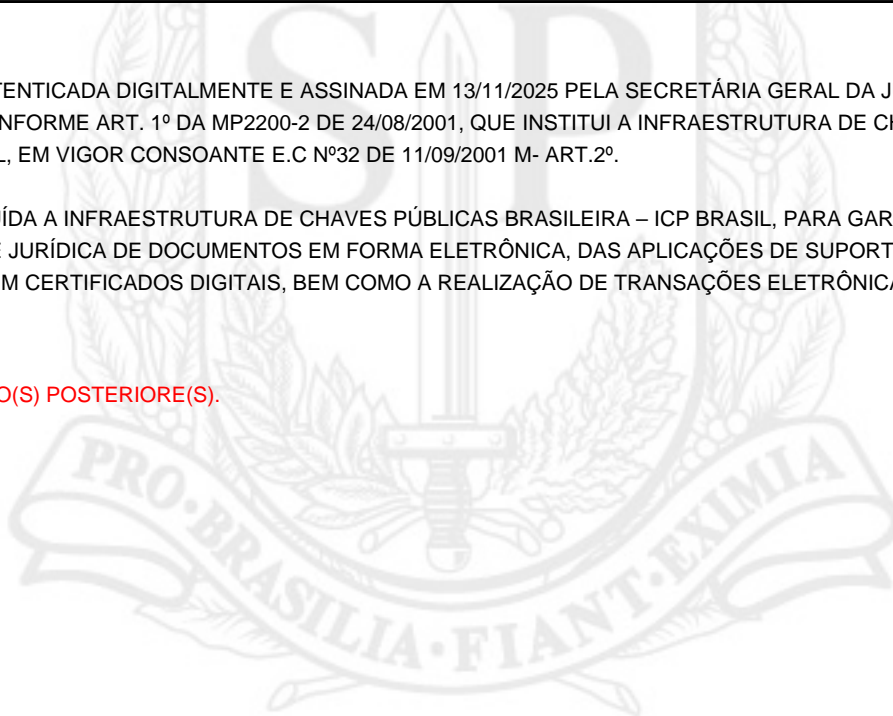 TENTICADA DIGITALMENTE E ASSINADA EM 13/11/2025 PELA SECRETÁRIA GERAL DA J
NFORME ART. 1º DA MP2200-2 DE 24/08/2001, QUE INSTITUI A INFRAESTRUTURA DE CH
L, EM VIGOR CONSOANTE E.C Nº32 DE 11/09/2001 M- ART.2º.
UÍDA A INFRAESTRUTURA DE CHAVES PÚBLICAS BRASILEIRA – ICP BRASIL, PARA GAR
E JURÍDICA DE DOCUMENTOS EM FORMA ELETRÔNICA, DAS APLICAÇÕES DE SUPORT
M CERTIFICADOS DIGITAIS, BEM COMO A REALIZAÇÃO DE TRANSAÇÕES ELETRÔNICA
O(S) POSTERIORE(S).
SP
PRO·BRASILIA·FIANT·EXIMIA